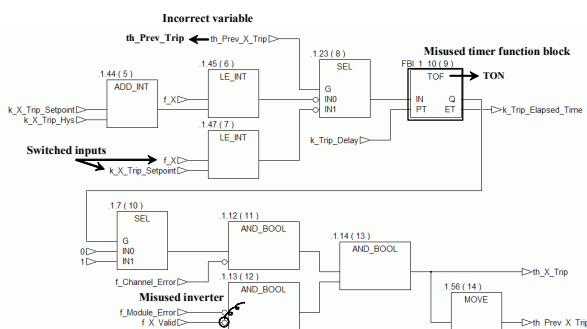 Incorrect variable
th_Prev_Trip th_Prev_X_Trip
.1.23 ( 8 )
Misused timer function block
.1.44 ( 5 ) .1.45 ( 6 ) SEL FBI_1_10 ( 9 )
ADD_INT LE_INT TOF TON
G
f_X IN0 IN Q
k_X_Trip_Setpoint IN1 PT ET k_Trip_Elapsed_Time
k_X_Trip_Hys
.1.47 ( 7 )
LE_INT k_Trip_Delay
Switched inputs
f_X
k_X_Trip_Setpoint
.1.7 ( 10 )
SEL .1.12 ( 11 )
AND_BOOL .1.14 ( 13 )
G AND_BOOL
0 IN0
1 IN1
f_Channel_Error .1.13 ( 12 ) th_X_Trip
AND_BOOL .1.56 ( 14 )
Misused inverter MOVE
f_Module_Error
f_X_Valid th_Prev_X_Trip